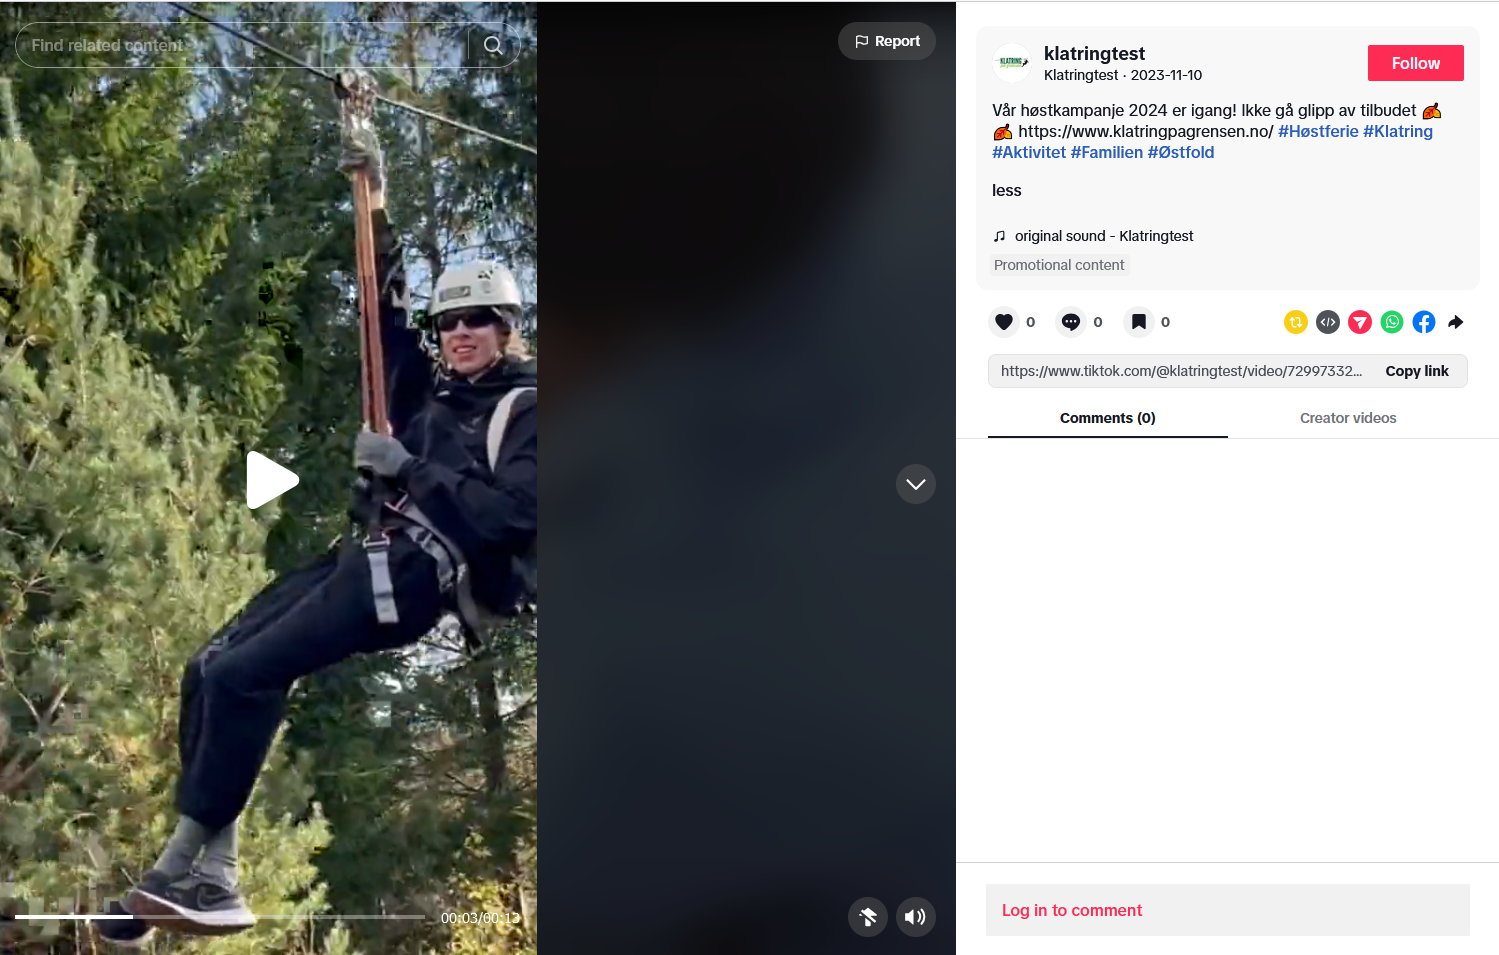 Find related content
Report
KLATRING
klatringtest
Klatringtest · 2023-11-10
Follow
Vår høstkampanje 2024 er igang! Ikke gå glipp av tilbudet 🍂
🍂 https://www.klatringpagrensen.no/ #Høstferie #Klatring
#Aktivitet #Familien #Østfold
less
original sound - Klatringtest
Promotional content
0 0 0
https://www.tiktok.com/@klatringtest/video/72997332... Copy link
Comments (0) Creator videos
00:03/00:13
Log in to comment